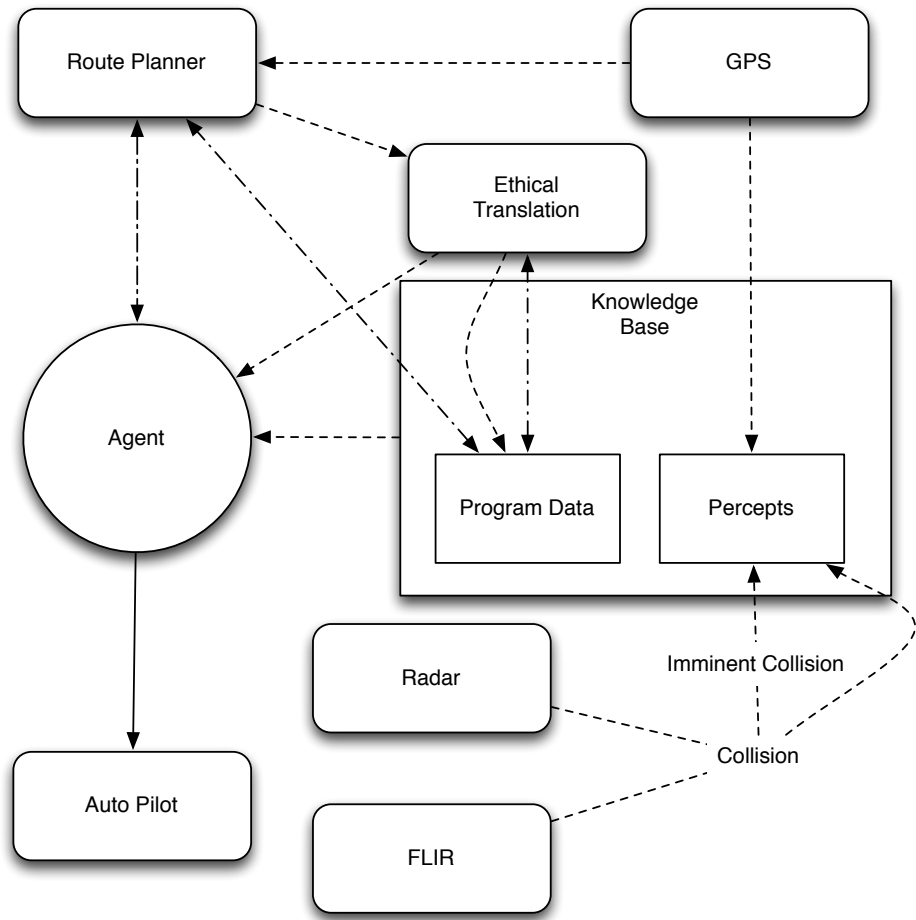 Route Planner
GPS
Ethical
Translation
Knowledge
Base
Agent
Program Data
Percepts
Radar
Imminent Collision
Collision
Auto Pilot
FLIR